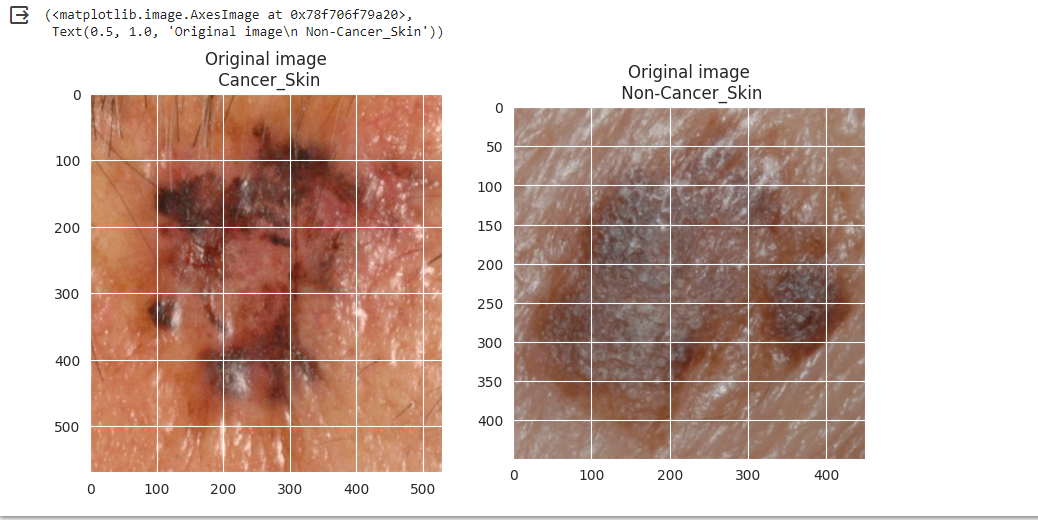 (<matplotlib.image.AxesImage at 0x78f706f79a20>,
Text(0.5, 1.0, 'Original image\n Non-Cancer_Skin'))
Original image
Cancer_Skin
0
100
200
300
400
500
0 100 200 300 400 500
Original image
Non-Cancer_Skin
0
50
100
150
200
250
300
350
400
0 100 200 300 400